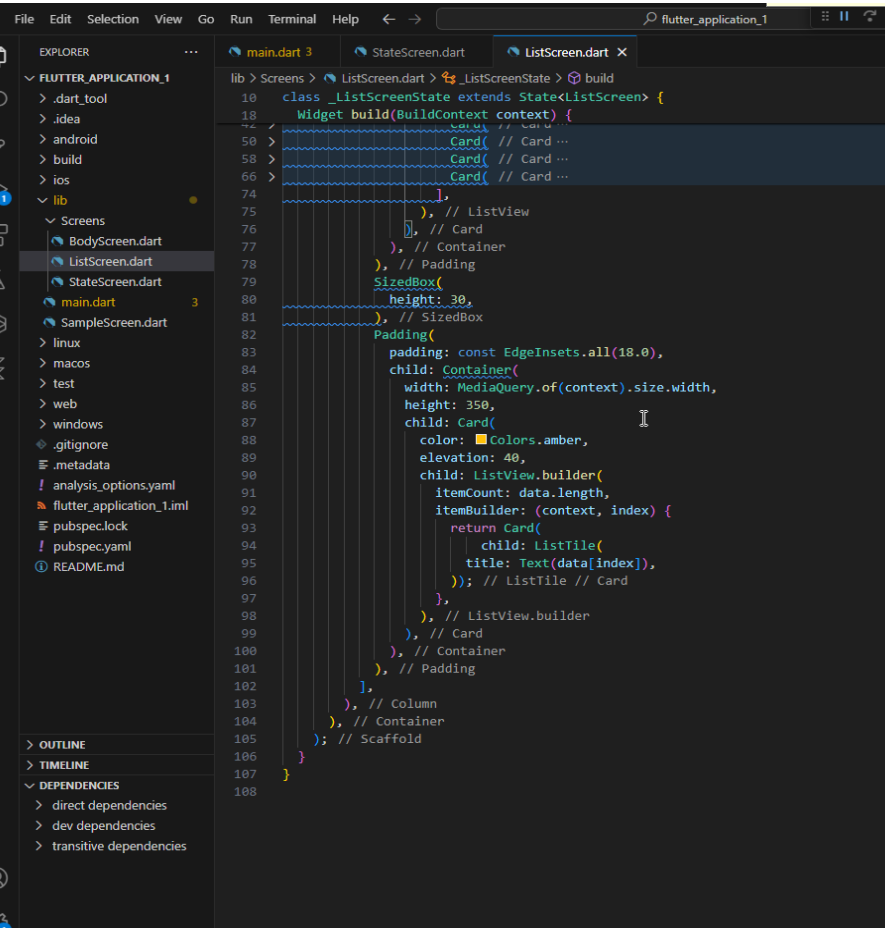 File Edit Selection View Go Run Terminal Help
flutter_application_1
EXPLORER
main.dart 3
StateScreen.dart
ListScreen.dart
FLUTTER_APPLICATION_1
.dart_tool
.idea
android
build
ios
lib
Screens
BodyScreen.dart
ListScreen.dart
StateScreen.dart
main.dart 3
SampleScreen.dart
linux
macos
test
web
windows
.gitignore
.metadata
analysis_options.yaml
flutter_application_1.iml
pubspec.lock
pubspec.yaml
README.md
OUTLINE
TIMELINE
DEPENDENCIES
direct dependencies
dev dependencies
transitive dependencies
1
lib > Screens > ListScreen.dart > _ListScreenState > build
10 class _ListScreenState extends State<ListScreen> {
18 Widget build(BuildContext context) {
42 > Card( // Card ...
50 > Card( // Card ...
58 > Card( // Card ...
66 > Card( // Card ...
74 ],
75 ), // ListView
76 ), // Card
77 ), // Container
78 ), // Padding
79 SizedBox(
80 height: 30,
81 ), // SizedBox
82 Padding(
83 padding: const EdgeInsets.all(18.0),
84 child: Container(
85 width: MediaQuery.of(context).size.width,
86 height: 350,
87 child: Card(
88 color: Colors.amber,
89 elevation: 40,
90 child: ListView.builder(
91 itemCount: data.length,
92 itemBuilder: (context, index) {
93 return Card(
94 child: ListTile(
95 title: Text(data[index]),
96 )); // ListTile // Card
97 },
98 ), // ListView.builder
99 ), // Card
100 ), // Container
101 ), // Padding
102 ],
103 ), // Column
104 ), // Container
105 ); // Scaffold
106 }
107 }
108